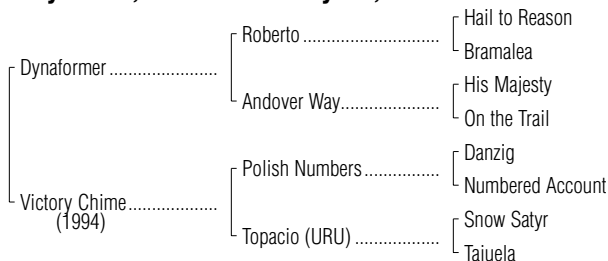 Hail to Reason
Roberto ........................
Bramalea
Dynaformer .......................
His Majesty
Andover Way......................
On the Trail
Danzig
Polish Numbers.................
Numbered Account
Victory Chime...................
(1994)
Snow Satyr
Topacio (URU) ...................
Taiuela